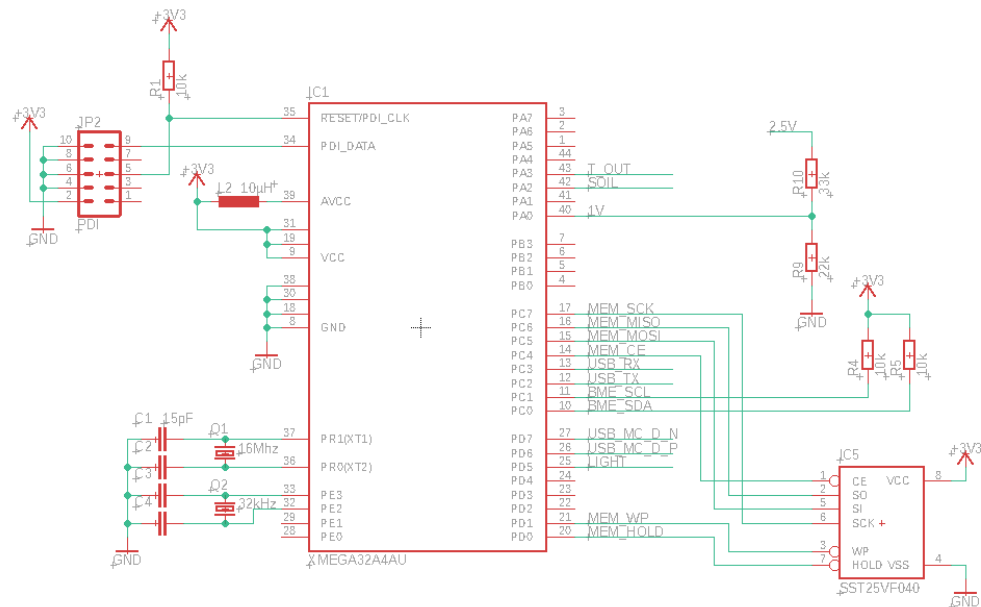 +3V3
R1
10k
IC1
+3V3
JP2
10 9
8 7
6 5
4 3
2 1
PDI
GND
35 RESET/PDI_CLK
34 PDI_DATA
+3V3
L2 10µH
39 AVCC
31
19
9 VCC
38
30
18
8 GND
GND
C1 15pF
C2
C3
C4
Q1
16Mhz
Q2
32kHz
GND
37 PR1(XT1)
36 PR0(XT2)
33 PE3
32 PE2
29 PE1
28 PE0
XMEGA32A4AU
PA7 3
PA6 2
PA5 1
PA4 44
PA3 43 T_OUT
PA2 42 SOIL
PA1 41
PA0 40 1V
PB3 7
PB2 6
PB1 5
PB0 4
PC7 17 MEM_SCK
PC6 16 MEM_MISO
PC5 15 MEM_MOSI
PC4 14 MEM_CE
PC3 13 USB_RX
PC2 12 USB_TX
PC1 11 BME_SCL
PC0 10 BME_SDA
PD7 27 USB_MC_D_N
PD6 26 USB_MC_D_P
PD5 25 LIGHT
PD4 24
PD3 23
PD2 22
PD1 21 MEM_WP
PD0 20 MEM_HOLD
2.5V
R10
33k
R9
22k
GND
+3V3
R4
10k
R5
10k
IC5
+3V3
1 CE VCC 8
2 SO
5 SI
6 SCK
3 WP
7 HOLD VSS 4
SST25VF040
GND